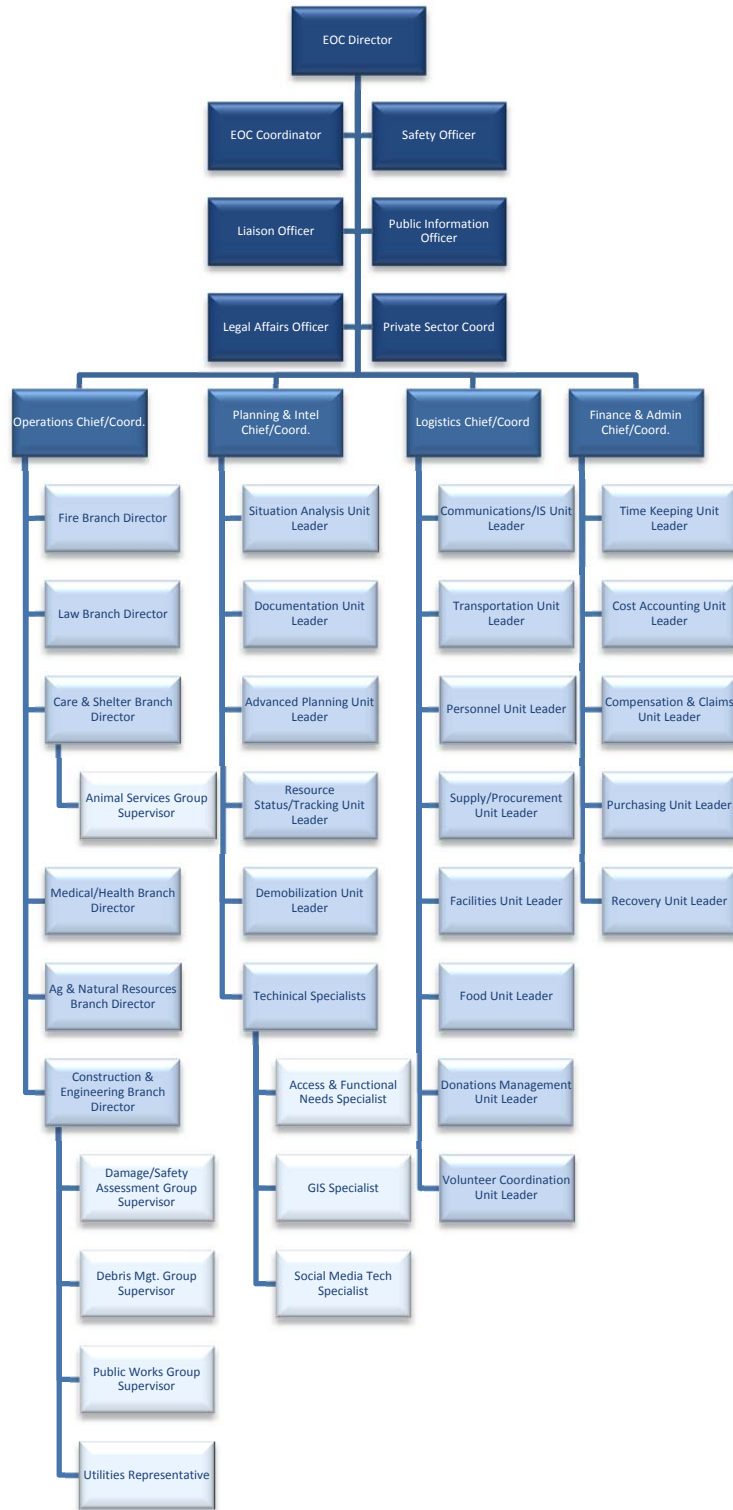 EOC Director
EOC Coordinator
Safety Officer
Liaison Officer
Public Information
Officer
Legal Affairs Officer
Private Sector Coord
Operations Chief/Coord.
Planning & Intel
Chief/Coord.
Logistics Chief/Coord
Finance & Admin
Chief/Coord.
Fire Branch Director
Law Branch Director
Care & Shelter Branch
Director
Animal Services Group
Supervisor
Medical/Health Branch
Director
Ag & Natural Resources
Branch Director
Construction &
Engineering Branch
Director
Damage/Safety
Assessment Group
Supervisor
Debris Mgt. Group
Supervisor
Public Works Group
Supervisor
Utilities Representative
Situation Analysis Unit
Leader
Documentation Unit
Leader
Advanced Planning Unit
Leader
Resource
Status/Tracking Unit
Leader
Demobilization Unit
Leader
Techinical Specialists
Access & Functional
Needs Specialist
GIS Specialist
Social Media Tech
Specialist
Communications/IS Unit
Leader
Transportation Unit
Leader
Personnel Unit Leader
Supply/Procurement
Unit Leader
Facilities Unit Leader
Food Unit Leader
Donations Management
Unit Leader
Volunteer Coordination
Unit Leader
Time Keeping Unit
Leader
Cost Accounting Unit
Leader
Compensation & Claims
Unit Leader
Purchasing Unit Leader
Recovery Unit Leader